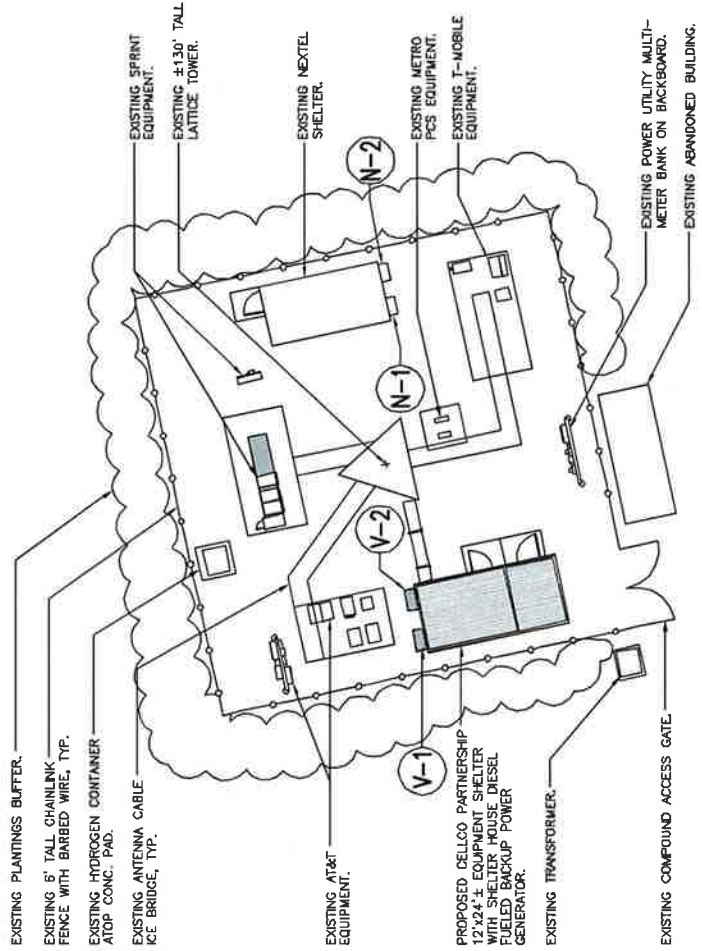 EXISTING PLANTINGS BUFFER.
EXISTING 6' TALL CHAINLINK
FENCE WITH BARBED WIRE, TYP.
EXISTING HYDROGEN CONTAINER
ATOP CONC. PAD.
EXISTING ANTENNA CABLE
ICE BRIDGE, TYP.
EXISTING AT&T
EQUIPMENT.
PROPOSED CELLCO PARTNERSHIP
12'x24'± EQUIPMENT SHELTER
WITH SHELTER HOUSE DIESEL
FUELED BACKUP POWER
GENERATOR.
EXISTING TRANSFORMER.
EXISTING COMPOUND ACCESS GATE.
V-1
V-2
N-1
N-2
EXISTING SPRINT
EQUIPMENT.
EXISTING ±130' TALL
LATTICE TOWER.
EXISTING NEXTEL
SHELTER.
EXISTING METRO
PCS EQUIPMENT.
EXISTING T-MOBILE
EQUIPMENT.
EXISTING POWER UTILITY MULTI-
METER BANK ON BACKBOARD.
EXISTING ABANDONED BUILDING.